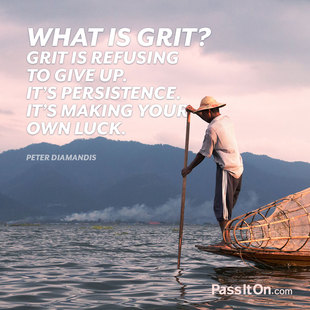 WHAT IS GRIT?
GRIT IS REFUSING
TO GIVE UP.
IT'S PERSISTENCE.
IT'S MAKING YOUR
OWN LUCK.
PETER DIAMANDIS
PassItOn.com